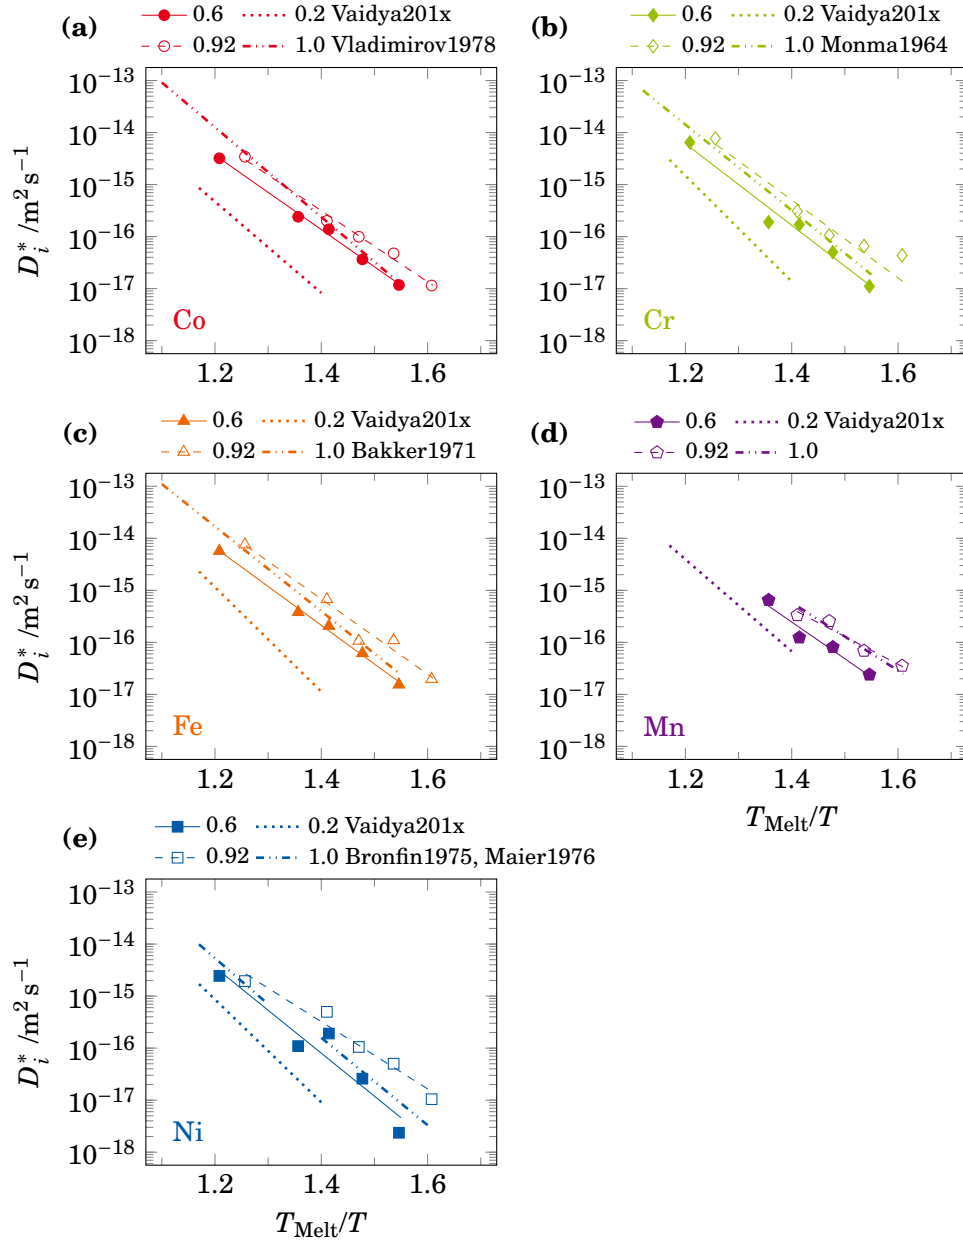 (a) 0.6 0.2 Vaidya201x
0.92 1.0 Vladimirov1978
10⁻¹³
10⁻¹⁴
10⁻¹⁵
10⁻¹⁶
10⁻¹⁷
10⁻¹⁸
D*ᵢ /m² s⁻¹
Co
1.2 1.4 1.6
(b) 0.6 0.2 Vaidya201x
0.92 1.0 Monma1964
10⁻¹³
10⁻¹⁴
10⁻¹⁵
10⁻¹⁶
10⁻¹⁷
10⁻¹⁸
Cr
1.2 1.4 1.6
(c) 0.6 0.2 Vaidya201x
0.92 1.0 Bakker1971
10⁻¹³
10⁻¹⁴
10⁻¹⁵
10⁻¹⁶
10⁻¹⁷
10⁻¹⁸
D*ᵢ /m² s⁻¹
Fe
1.2 1.4 1.6
(d) 0.6 0.2 Vaidya201x
0.92 1.0
10⁻¹³
10⁻¹⁴
10⁻¹⁵
10⁻¹⁶
10⁻¹⁷
10⁻¹⁸
Mn
1.2 1.4 1.6
T_Melt/T
(e) 0.6 0.2 Vaidya201x
0.92 1.0 Bronfin1975, Maier1976
10⁻¹³
10⁻¹⁴
10⁻¹⁵
10⁻¹⁶
10⁻¹⁷
10⁻¹⁸
D*ᵢ /m² s⁻¹
Ni
1.2 1.4 1.6
T_Melt/T